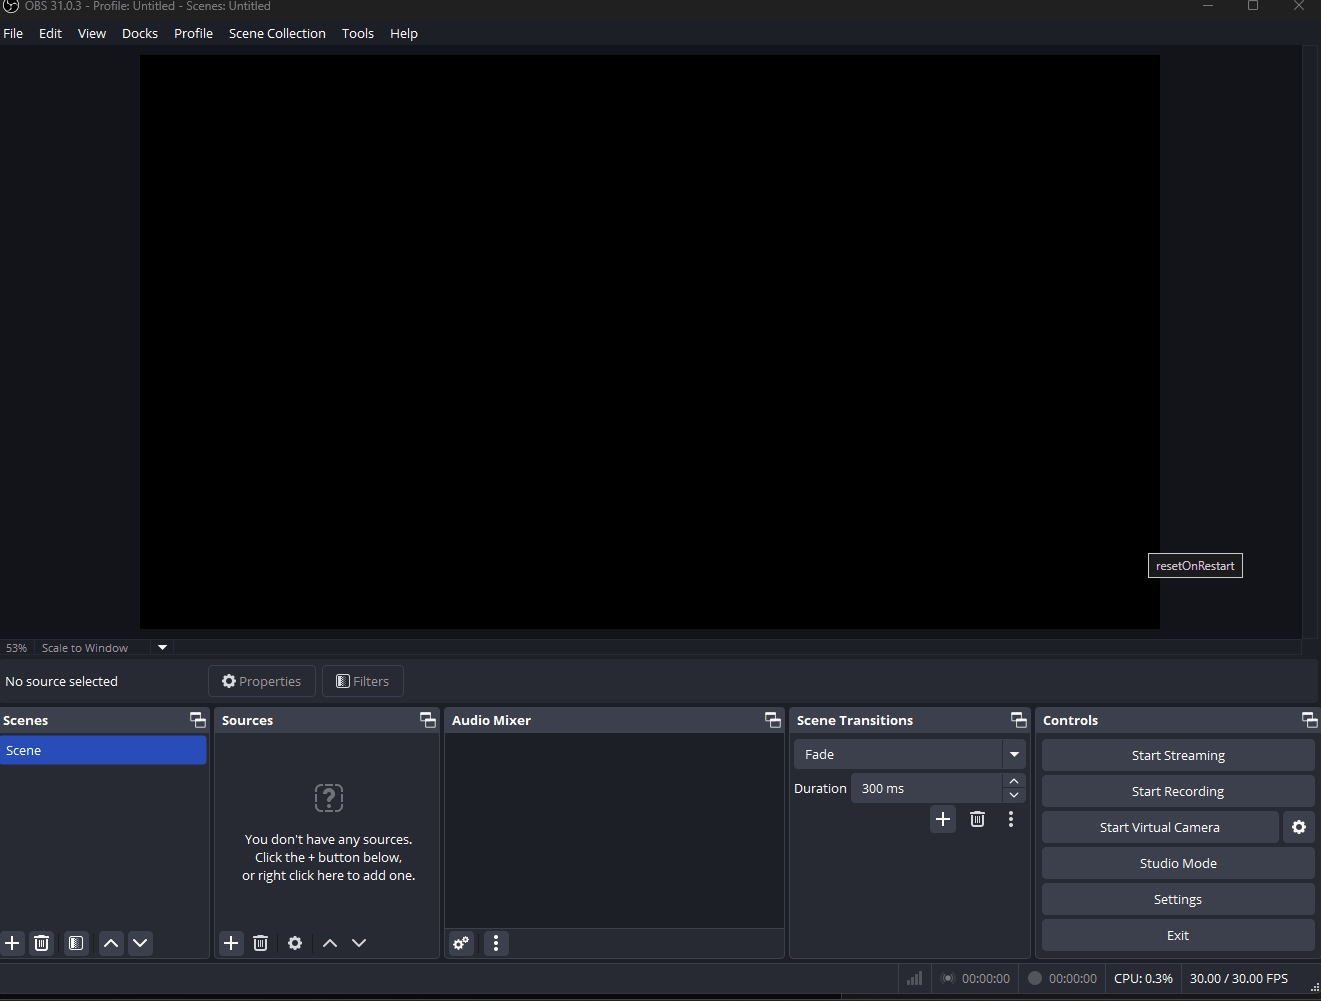 OBS 31.0.3 - Profile: Untitled - Scenes: Untitled
File Edit View Docks Profile Scene Collection Tools Help
resetOnRestart
53% Scale to Window
No source selected Properties Filters
Scenes
Scene
Sources
You don't have any sources.
Click the + button below,
or right click here to add one.
Audio Mixer
Scene Transitions
Fade
Duration 300 ms
Controls
Start Streaming
Start Recording
Start Virtual Camera
Studio Mode
Settings
Exit
00:00:00 00:00:00 CPU: 0.3% 30.00 / 30.00 FPS